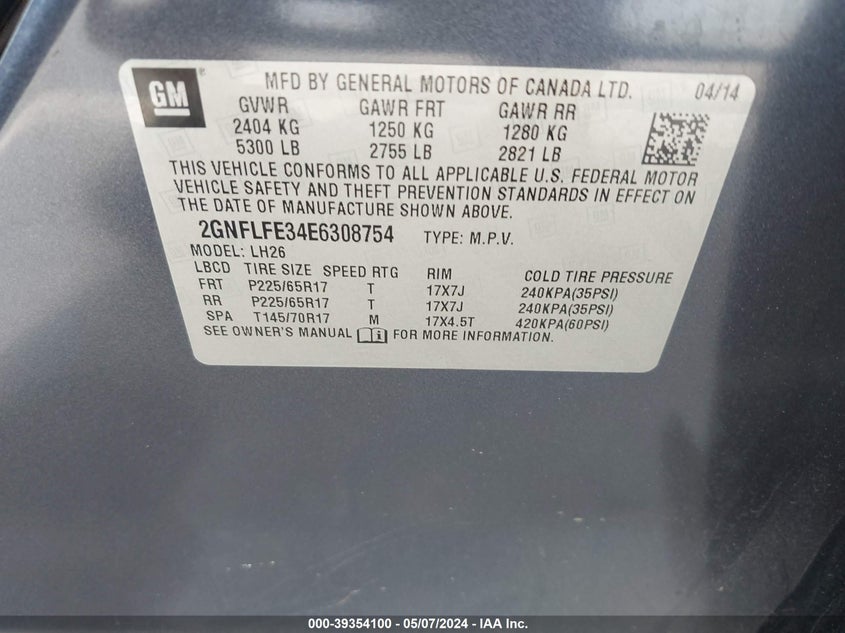 GM ® MFD BY GENERAL MOTORS OF CANADA LTD. 04/14
GVWR GAWR FRT GAWR RR
2404 KG 1250 KG 1280 KG
5300 LB 2755 LB 2821 LB
THIS VEHICLE CONFORMS TO ALL APPLICABLE U.S. FEDERAL MOTOR
VEHICLE SAFETY AND THEFT PREVENTION STANDARDS IN EFFECT ON
THE DATE OF MANUFACTURE SHOWN ABOVE.
2GNFLFE34E6308754 TYPE: M.P.V.
MODEL: LH26
LBCD TIRE SIZE SPEED RTG RIM COLD TIRE PRESSURE
FRT P225/65R17 T 17X7J 240KPA(35PSI)
RR P225/65R17 T 17X7J 240KPA(35PSI)
SPA T145/70R17 M 17X4.5T 420KPA(60PSI)
SEE OWNER'S MANUAL FOR MORE INFORMATION.
000-39354100 - 05/07/2024 - IAA Inc.